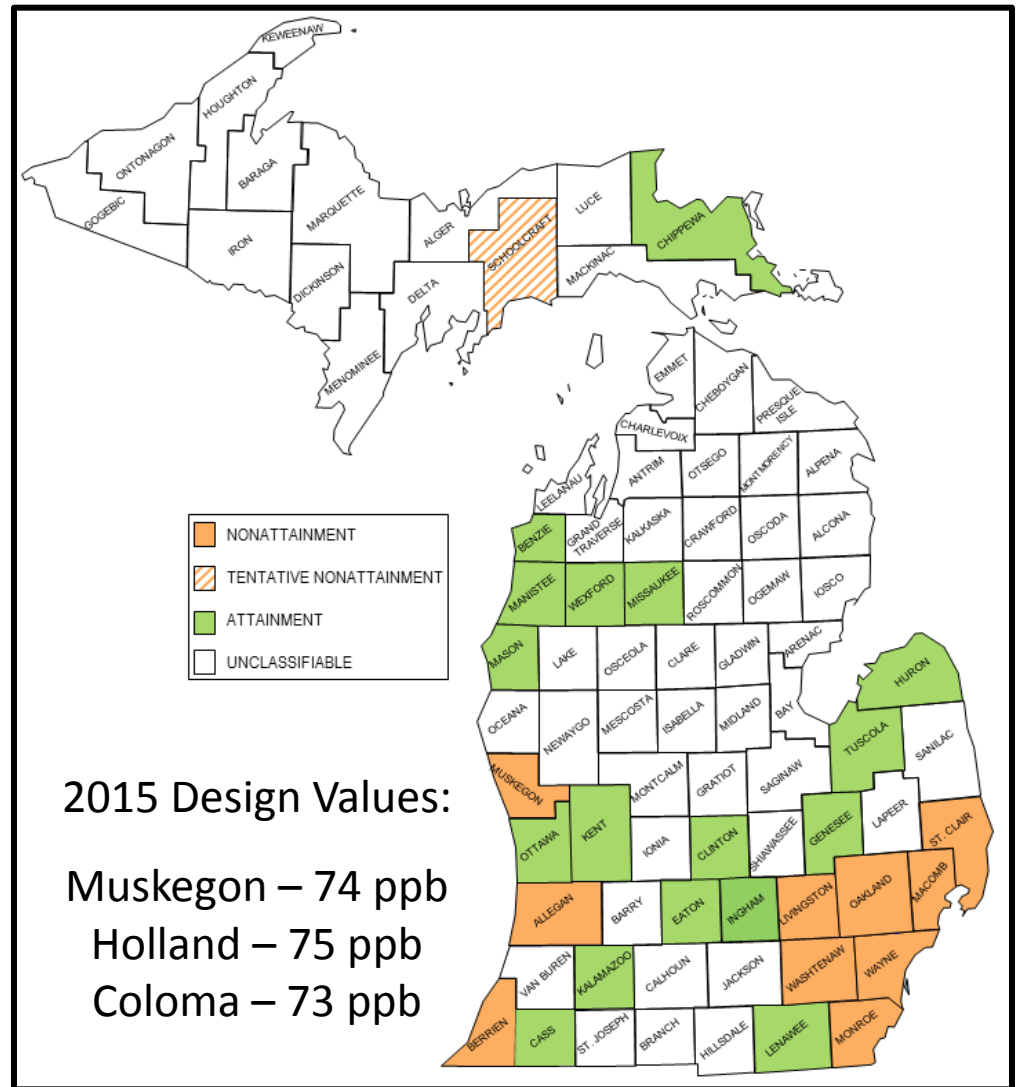 KEWEENAW
HOUGHTON
ONTONAGON
BARAGA
GOGEBIC
MARQUETTE
IRON
DICKINSON
MENOMINEE
ALGER
DELTA
SCHOOLCRAFT
LUCE
MACKINAC
CHIPPEWA
EMMET
CHEBOYGAN
PRESQUE
ISLE
CHARLEVOIX
ANTRIM
OTSEGO
MONTMORENCY
ALPENA
LEELANAU
BENZIE
GRAND
TRAVERSE
KALKASKA
CRAWFORD
OSCODA
ALCONA
MANISTEE
WEXFORD
MISSAUKEE
ROSCOMMON
OGEMAW
IOSCO
MASON
LAKE
OSCEOLA
CLARE
GLADWIN
ARENAC
HURON
OCEANA
NEWAYGO
MESCOSTA
ISABELLA
MIDLAND
BAY
TUSCOLA
SANILAC
MUSKEGON
MONTCALM
GRATIOT
SAGINAW
LAPEER
ST. CLAIR
OTTAWA
KENT
IONIA
CLINTON
SHIAWASSEE
GENESEE
ALLEGAN
BARRY
EATON
INGHAM
LIVINGSTON
OAKLAND
MACOMB
VAN BUREN
KALAMAZOO
CALHOUN
JACKSON
WASHTENAW
WAYNE
BERRIEN
CASS
ST. JOSEPH
BRANCH
HILLSDALE
LENAWEE
MONROE
NONATTAINMENT
TENTATIVE NONATTAINMENT
ATTAINMENT
UNCLASSIFIABLE
2015 Design Values:
Muskegon – 74 ppb
Holland – 75 ppb
Coloma – 73 ppb